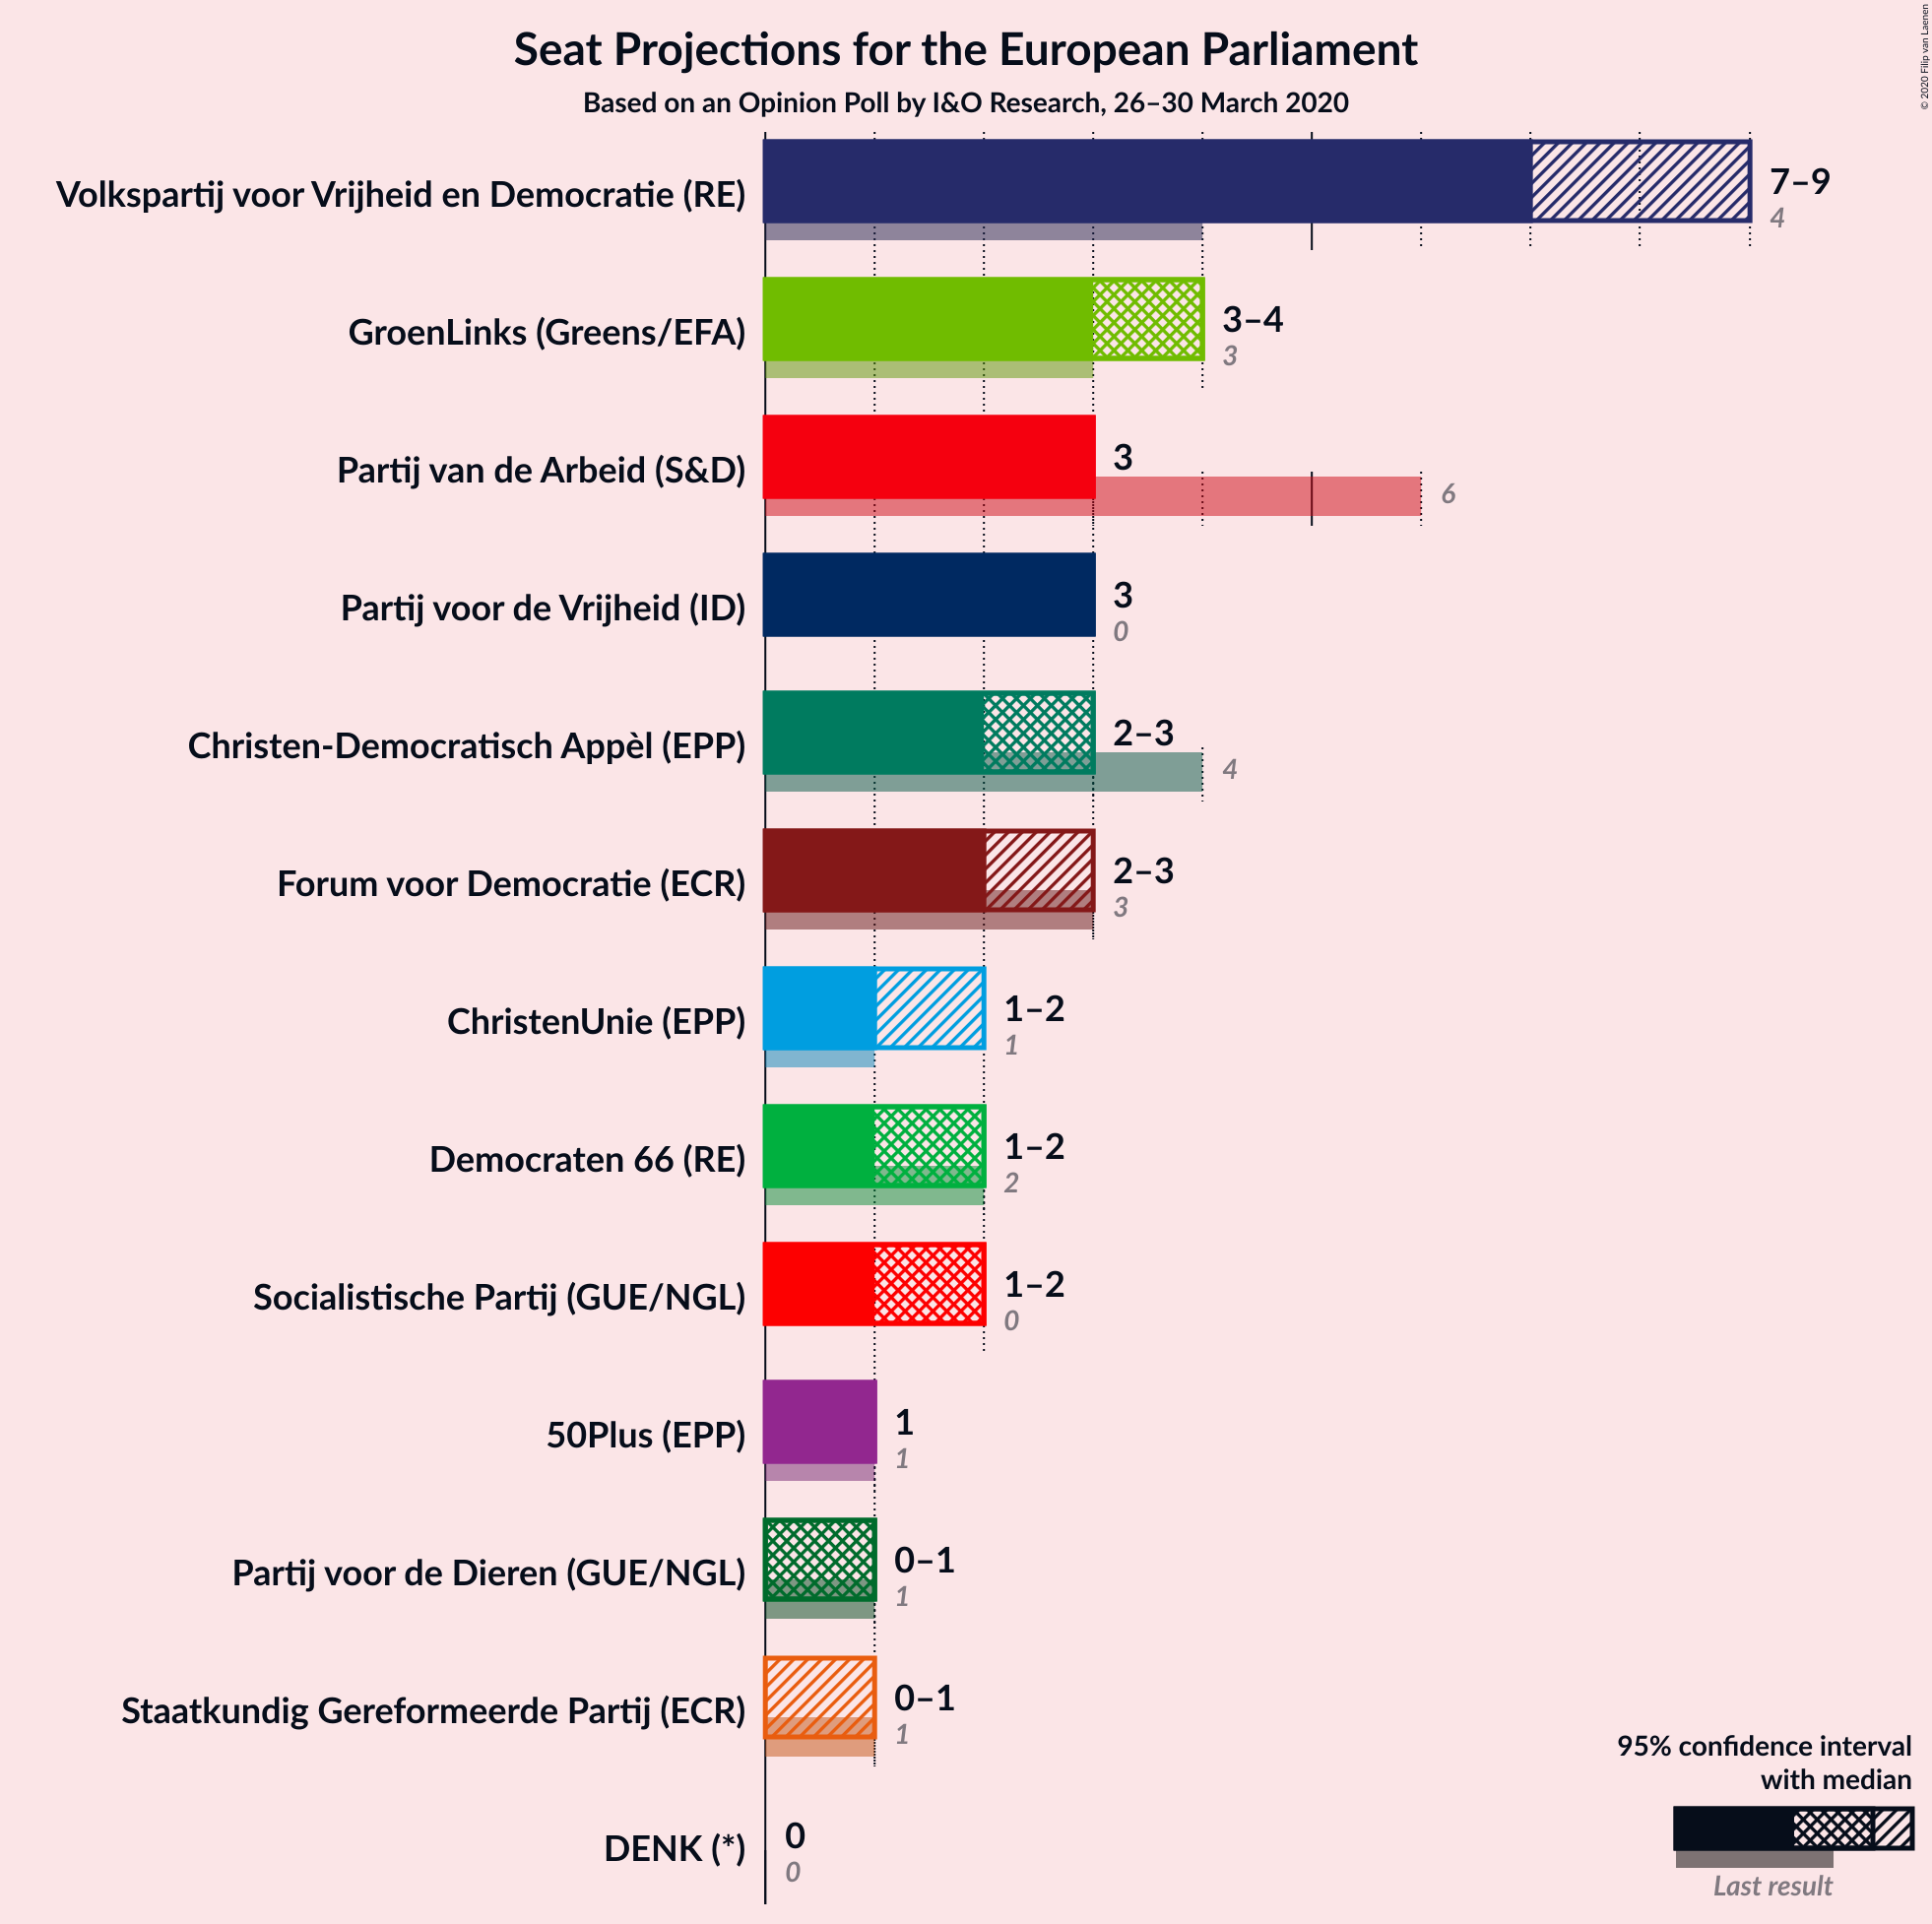 Seat Projections for the European Parliament
Based on an Opinion Poll by I&O Research, 26–30 March 2020
© 2020 Filip van Laenen
Volkspartij voor Vrijheid en Democratie (RE)
7–9
4
GroenLinks (Greens/EFA)
3–4
3
Partij van de Arbeid (S&D)
3
6
Partij voor de Vrijheid (ID)
3
0
Christen-Democratisch Appèl (EPP)
2–3
4
Forum voor Democratie (ECR)
2–3
3
ChristenUnie (EPP)
1–2
1
Democraten 66 (RE)
1–2
2
Socialistische Partij (GUE/NGL)
1–2
0
50Plus (EPP)
1
1
Partij voor de Dieren (GUE/NGL)
0–1
1
Staatkundig Gereformeerde Partij (ECR)
0–1
1
DENK (*)
0
0
95% confidence interval
with median
Last result